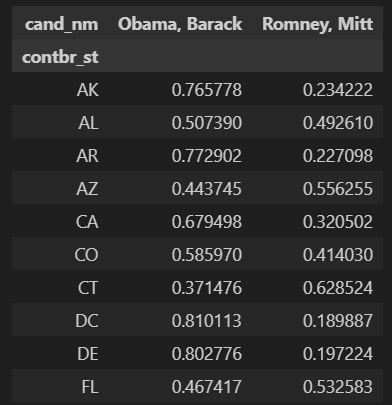 cand_nm Obama, Barack Romney, Mitt
contbr_st
AK 0.765778 0.234222
AL 0.507390 0.492610
AR 0.772902 0.227098
AZ 0.443745 0.556255
CA 0.679498 0.320502
CO 0.585970 0.414030
CT 0.371476 0.628524
DC 0.810113 0.189887
DE 0.802776 0.197224
FL 0.467417 0.532583